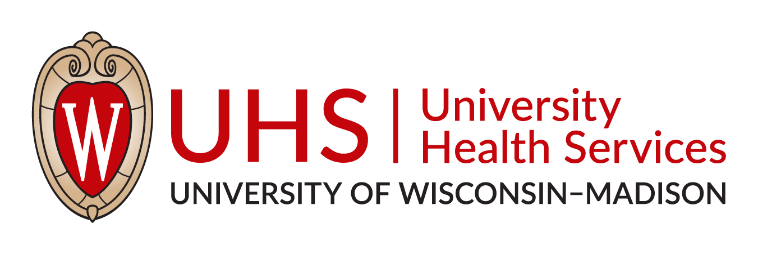 W
UHS
University
Health Services
UNIVERSITY OF WISCONSIN–MADISON